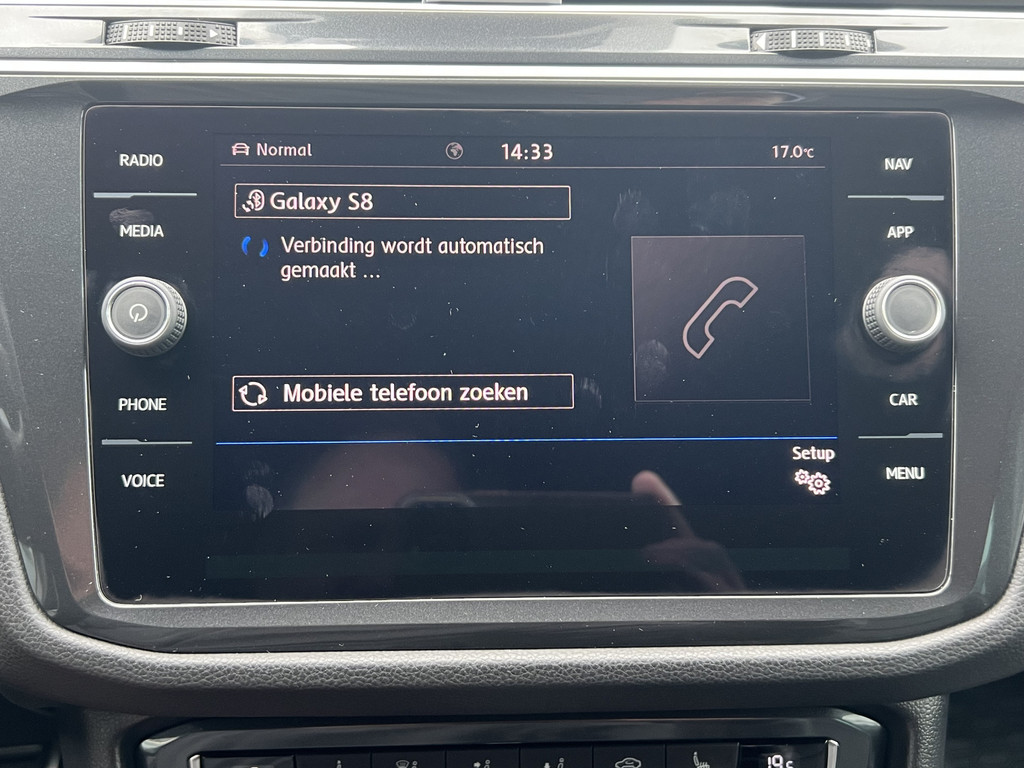 RADIO
MEDIA
PHONE
VOICE
Normal
14:33
17.0°C
Galaxy S8
Verbinding wordt automatisch
gemaakt ...
Mobiele telefoon zoeken
Setup
NAV
APP
CAR
MENU